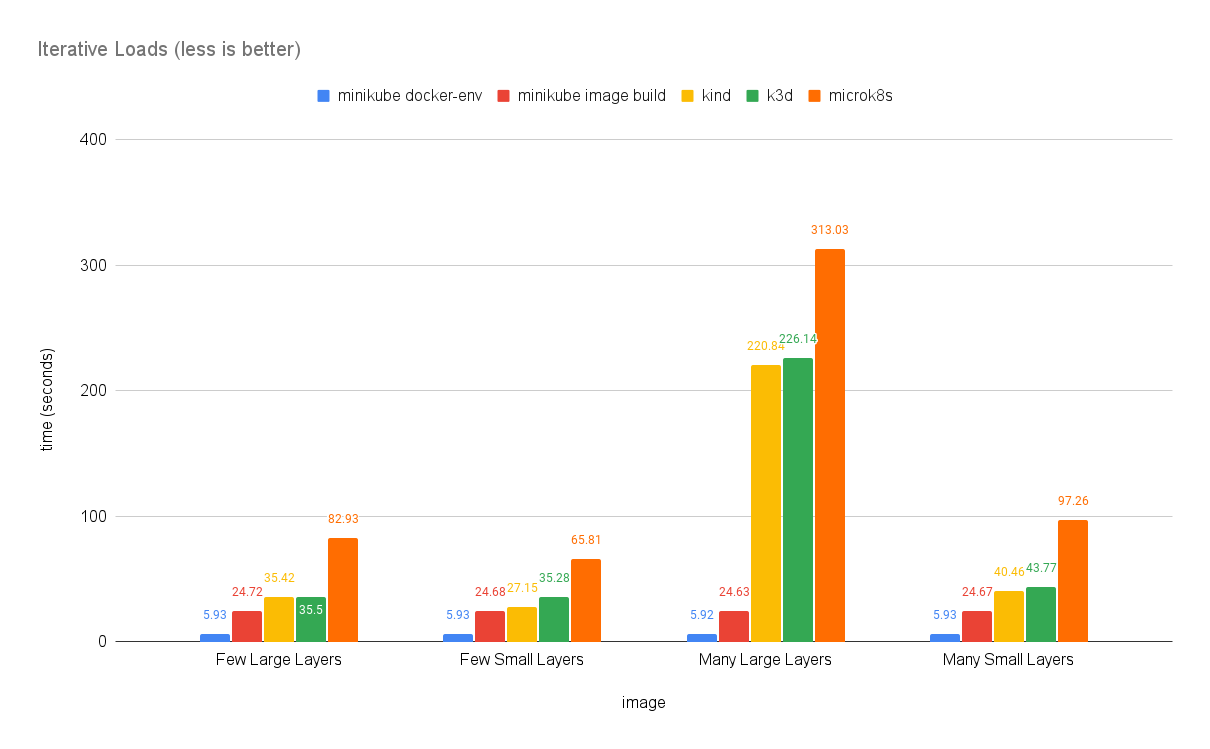 Iterative Loads (less is better)
minikube docker-env minikube image build kind k3d microk8s
400
300
200
100
0
time (seconds)
5.93 24.72 35.42 35.5 82.93
5.93 24.68 27.15 35.28 65.81
5.92 24.63 220.84 226.14 313.03
5.93 24.67 40.46 43.77 97.26
Few Large Layers Few Small Layers Many Large Layers Many Small Layers
image